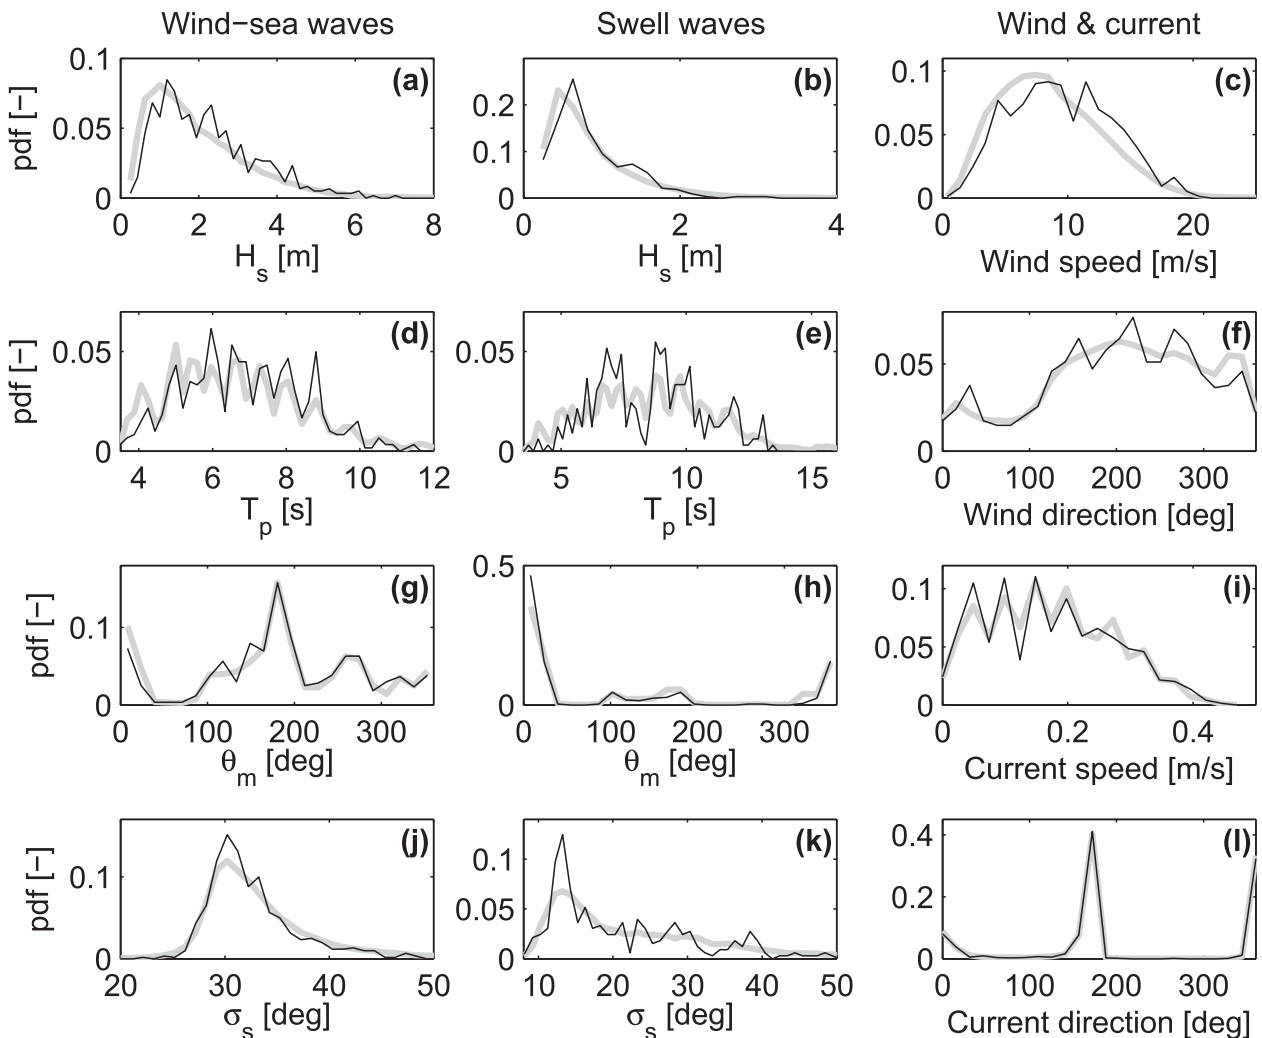 Wind−sea waves Swell waves Wind & current
pdf [−]
0.1
0.05
0
(a)
0 2 4 6 8
H_s [m]
0.2
0.1
0
(b)
0 2 4
H_s [m]
0.1
0.05
0
(c)
0 10 20
Wind speed [m/s]
pdf [−]
0.05
0
(d)
4 6 8 10 12
T_p [s]
0.05
0
(e)
5 10 15
T_p [s]
0.05
0
(f)
0 100 200 300
Wind direction [deg]
pdf [−]
0.1
0
(g)
0 100 200 300
θ_m [deg]
0.5
0
(h)
0 100 200 300
θ_m [deg]
0.1
0.05
0
(i)
0 0.2 0.4
Current speed [m/s]
pdf [−]
0.1
0
(j)
20 30 40 50
σ_s [deg]
0.1
0.05
0
(k)
10 20 30 40 50
σ_s [deg]
0.4
0.2
0
(l)
0 100 200 300
Current direction [deg]